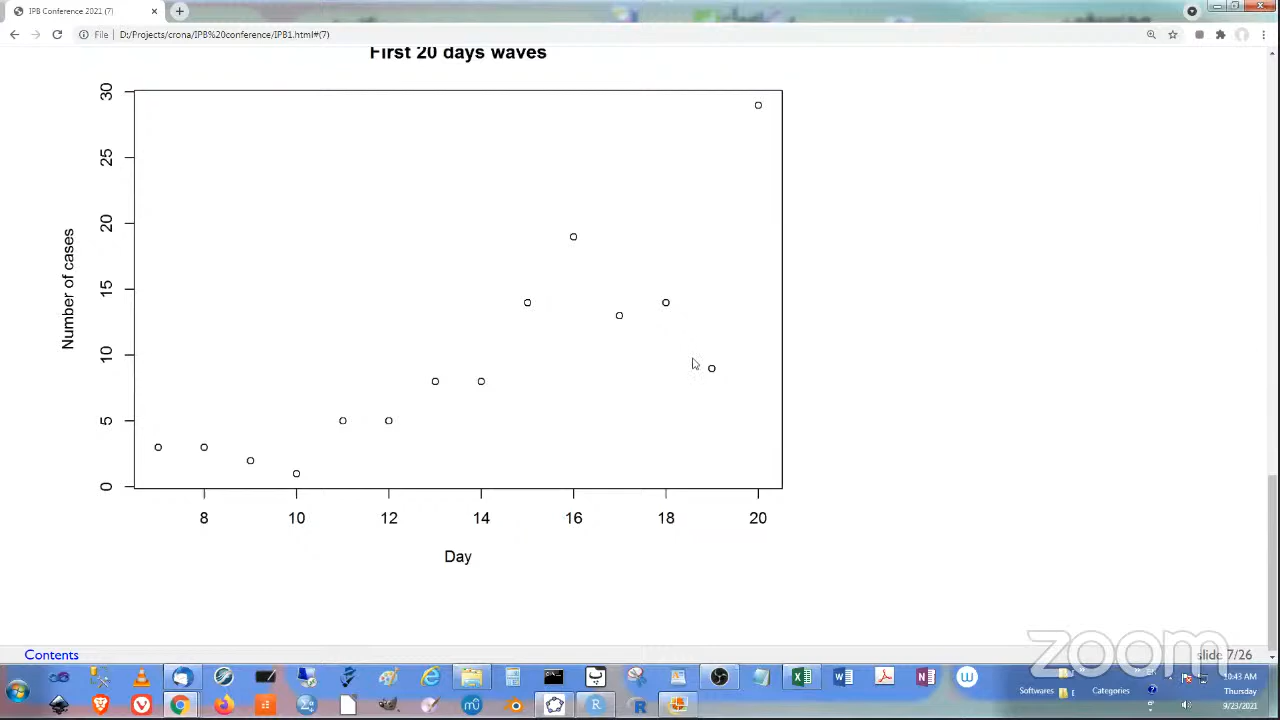 IPB Conference 2021 (7)
File | D:/Projects/crona/IPB%20conference/IPB1.html#(7)
First 20 days waves
30
25
20
15
10
5
0
Number of cases
8 10 12 14 16 18 20
Day
Contents
slide 7/26
zoom
10:43 AM
Softwares
Categories
Thursday
9/23/2021